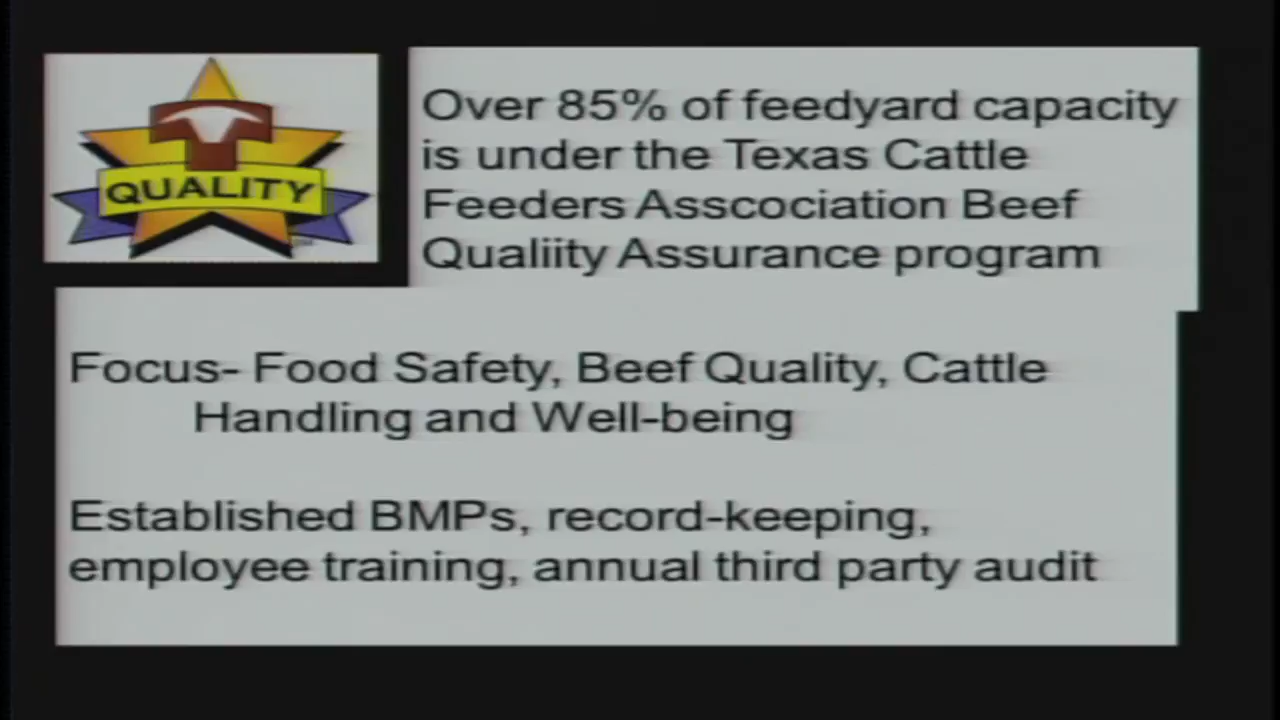 QUALITY
Over 85% of feedyard capacity
is under the Texas Cattle
Feeders Asscociation Beef
Qualiity Assurance program
Focus- Food Safety, Beef Quality, Cattle
Handling and Well-being
Established BMPs, record-keeping,
employee training, annual third party audit